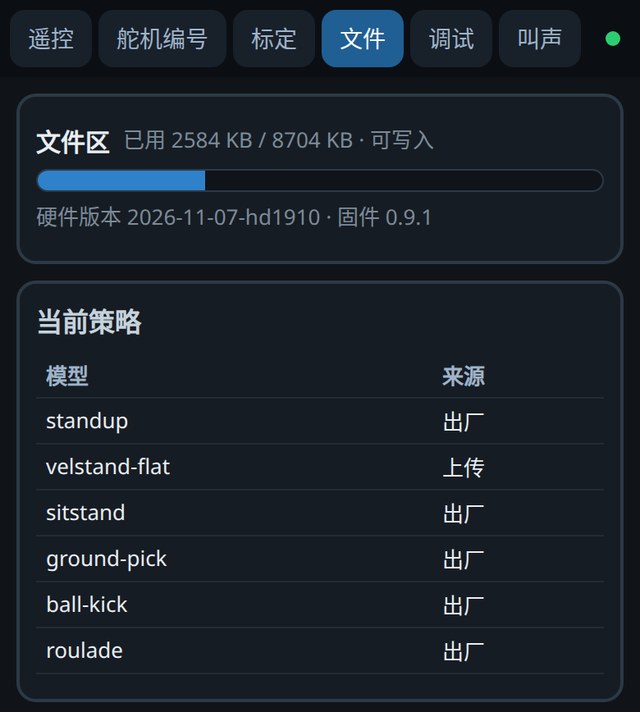 遥控 舵机编号 标定 文件 调试 叫声
文件区 已用 2584 KB / 8704 KB · 可写入
硬件版本 2026-11-07-hd1910 · 固件 0.9.1
当前策略
模型 来源
standup 出厂
velstand-flat 上传
sitstand 出厂
ground-pick 出厂
ball-kick 出厂
roulade 出厂